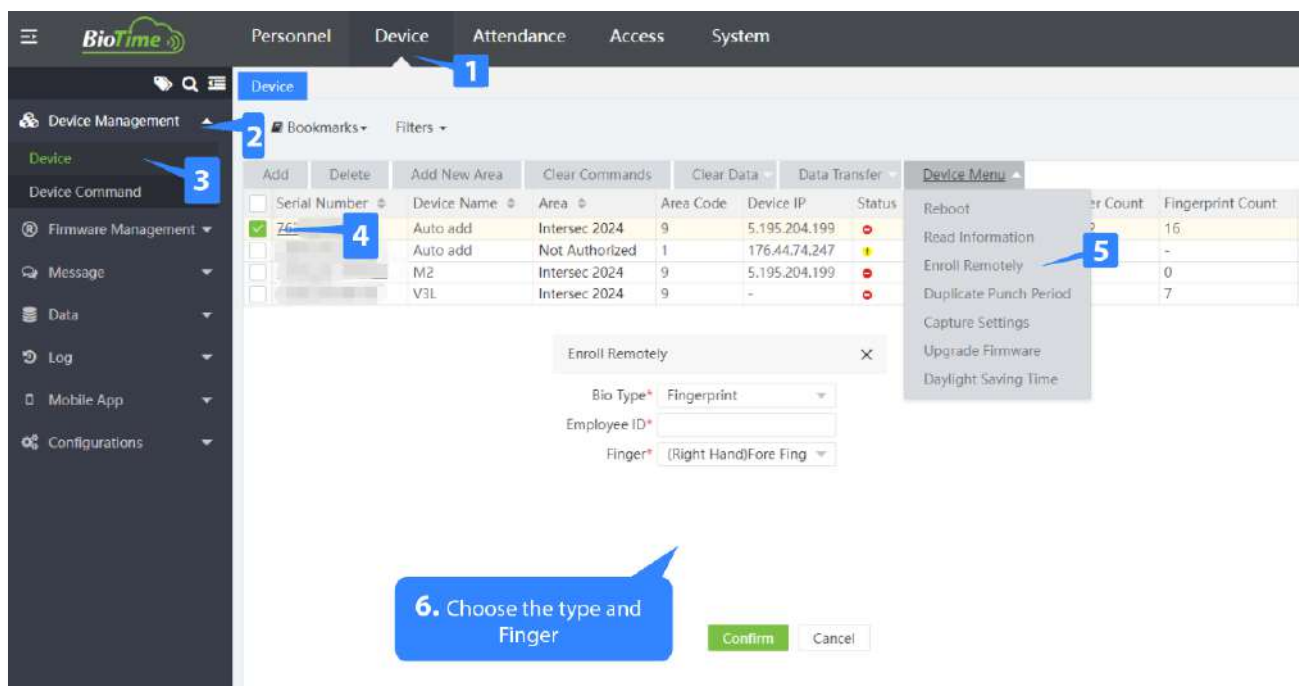 BioTime
Personnel Device Attendance Access System
1
Device
Device Management
2
Bookmarks Filters
Device
3
Device Command
Add Delete Add New Area Clear Commands Clear Data Data Transfer Device Menu
Serial Number Device Name Area Area Code Device IP Status Count Fingerprint Count
4 Auto add Intersec 2024 9 5.195.204.199 16
Auto add Not Authorized 1 176.44.74.247 -
M2 Intersec 2024 9 5.195.204.199 0
V3L Intersec 2024 9 - 7
Reboot
Read Information
Enroll Remotely
5
Duplicate Punch Period
Capture Settings
Upgrade Firmware
Daylight Saving Time
Firmware Management
Message
Data
Log
Mobile App
Configurations
Enroll Remotely
Bio Type* Fingerprint
Employee ID*
Finger* (Right Hand)Fore Fing
6. Choose the type and
Finger
Confirm Cancel